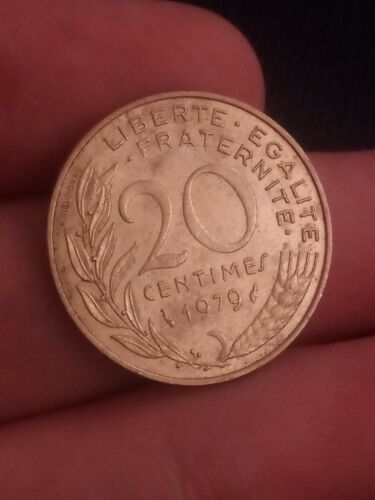 LIBERTE · EGALITE
· FRATERNITE ·
20
CENTIMES
1979